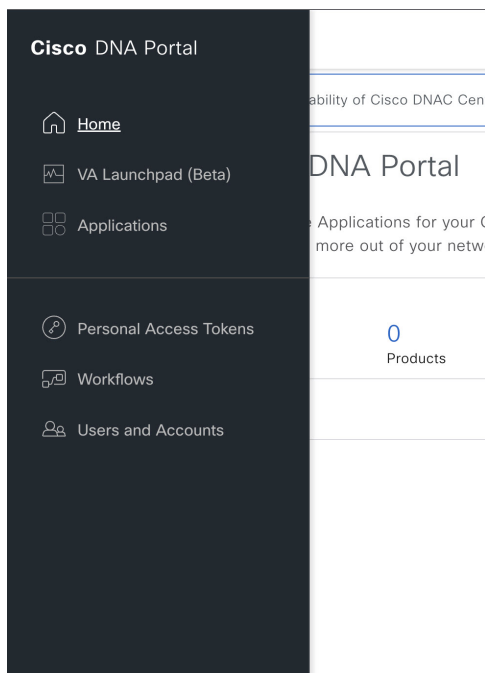 Cisco DNA Portal
Home
VA Launchpad (Beta)
Applications
Personal Access Tokens
Workflows
Users and Accounts
ability of Cisco DNAC Cen
DNA Portal
Applications for your
more out of your netw
0
Products